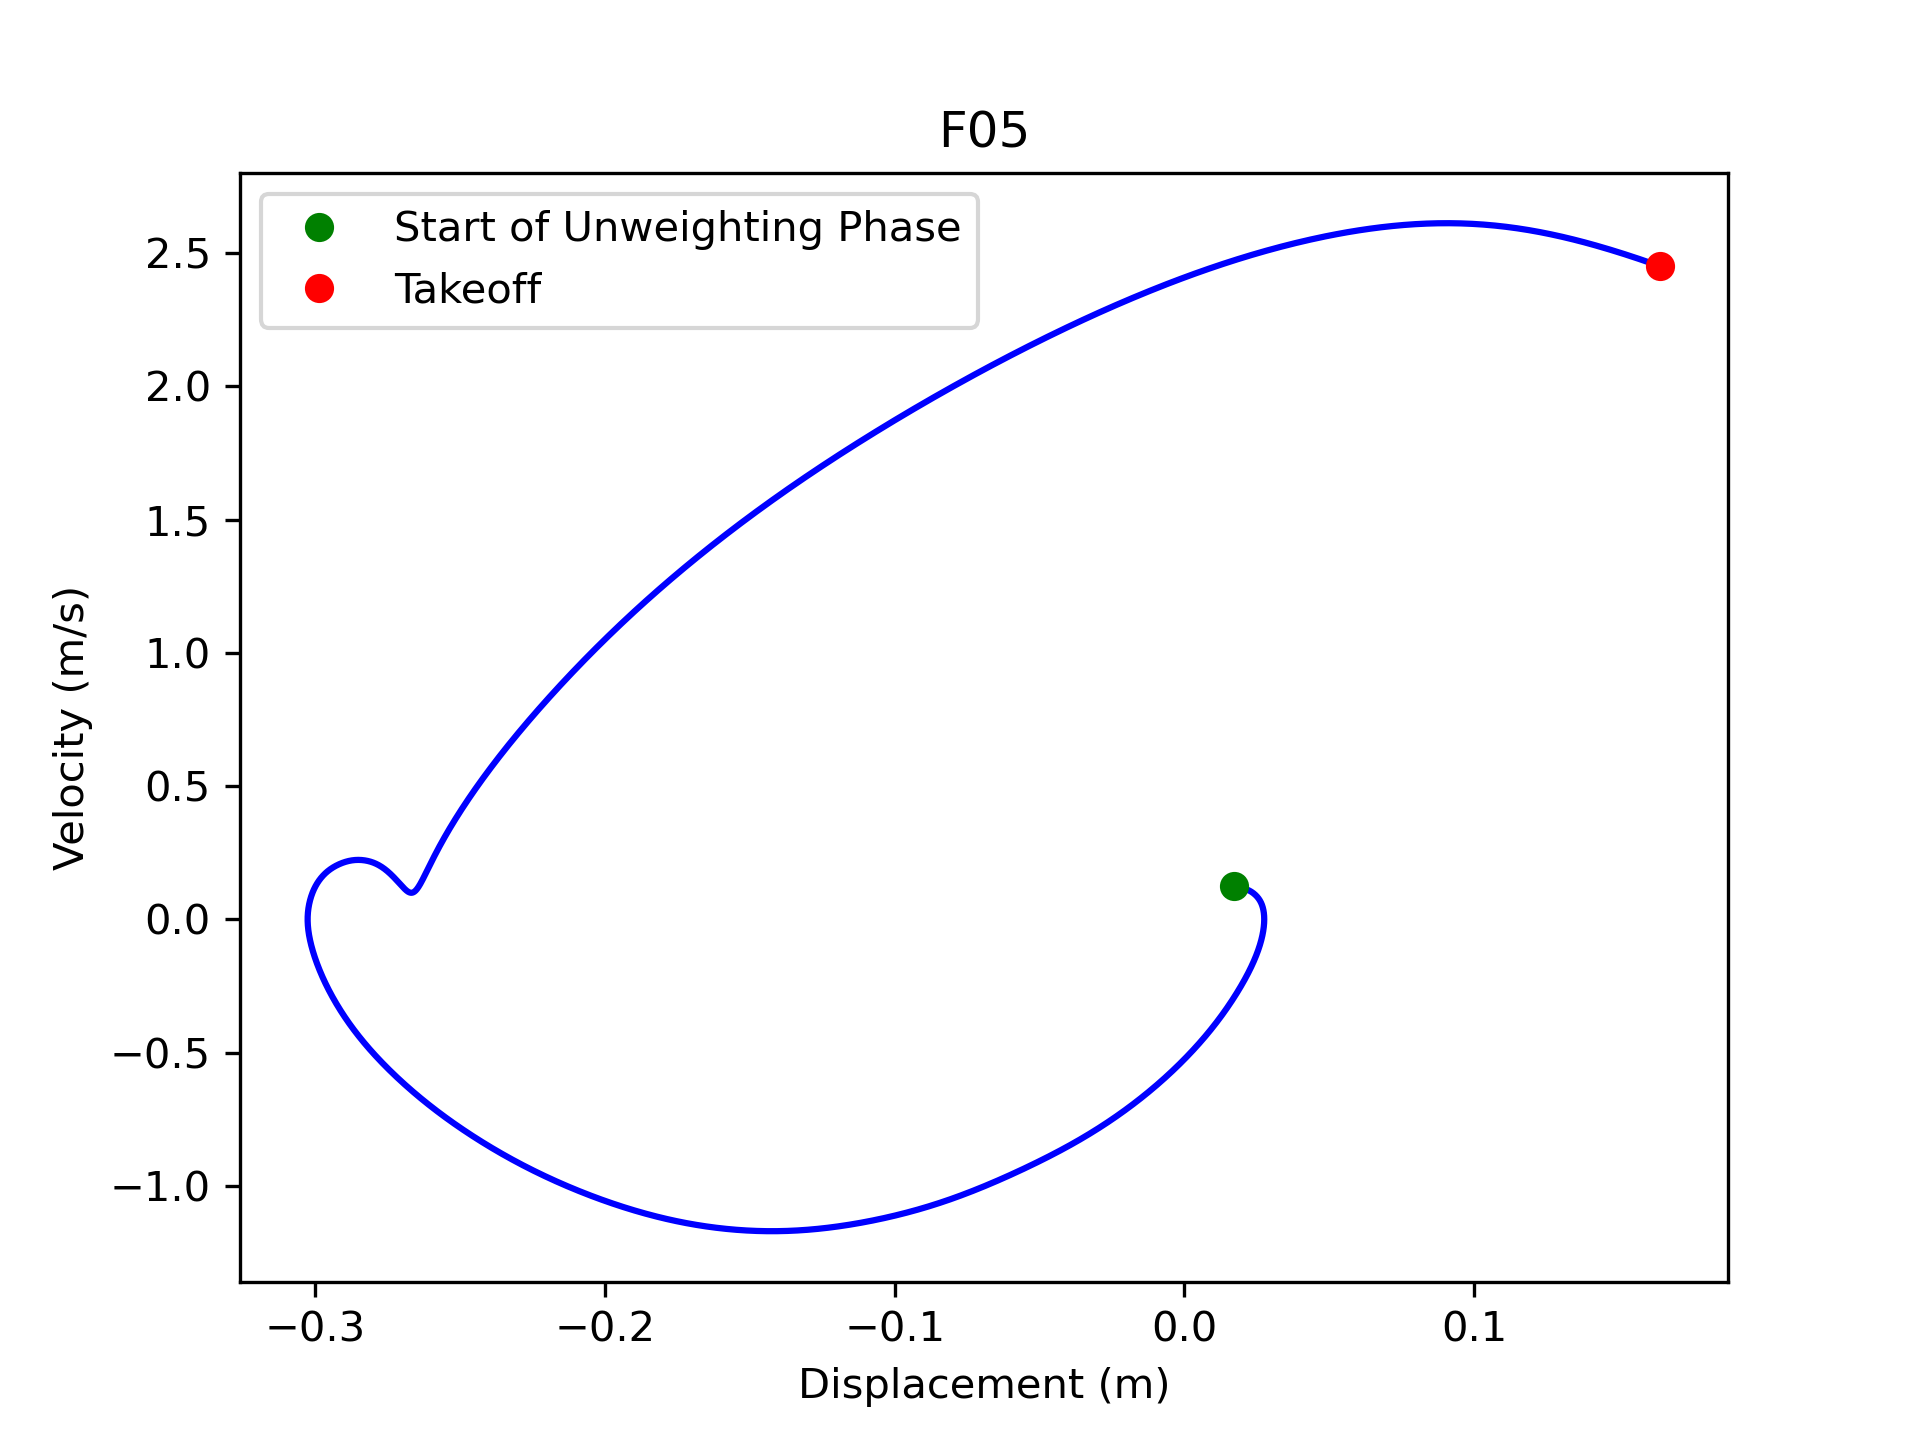 F05
Start of Unweighting Phase
Takeoff
2.5
2.0
1.5
1.0
0.5
0.0
−0.5
−1.0
Velocity (m/s)
−0.3 −0.2 −0.1 0.0 0.1
Displacement (m)